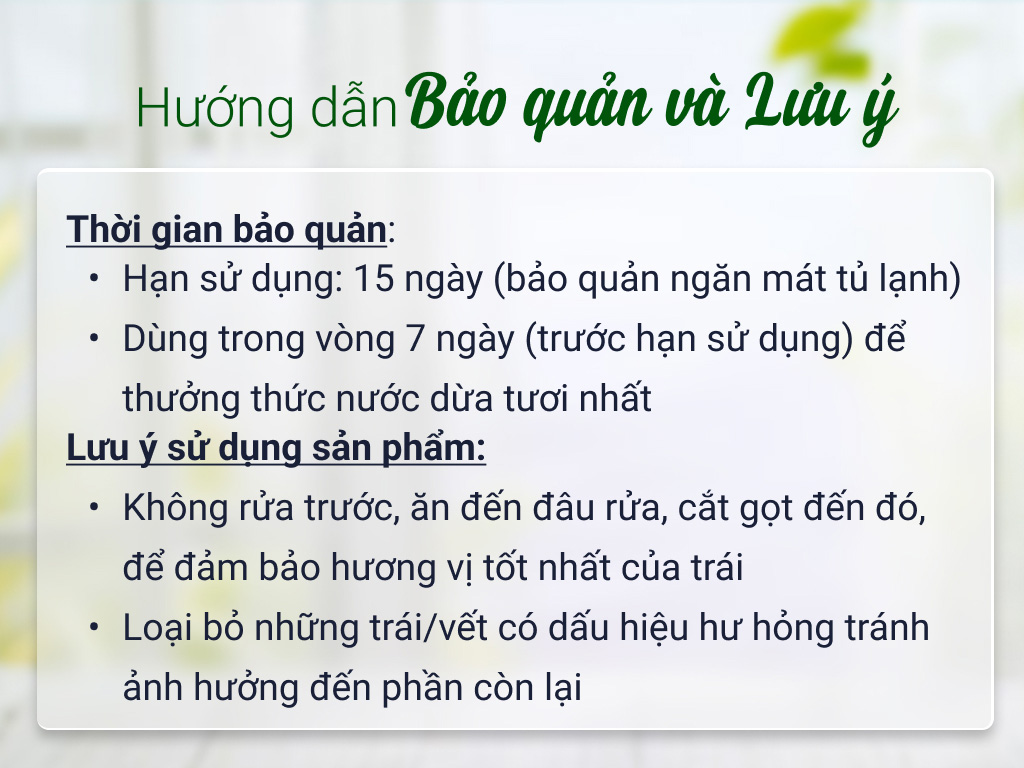 Hướng dẫn Bảo quản và Lưu ý
Thời gian bảo quản:
• Hạn sử dụng: 15 ngày (bảo quản ngăn mát tủ lạnh)
• Dùng trong vòng 7 ngày (trước hạn sử dụng) để
thưởng thức nước dừa tươi nhất
Lưu ý sử dụng sản phẩm:
• Không rửa trước, ăn đến đâu rửa, cắt gọt đến đó,
để đảm bảo hương vị tốt nhất của trái
• Loại bỏ những trái/vết có dấu hiệu hư hỏng tránh
ảnh hưởng đến phần còn lại